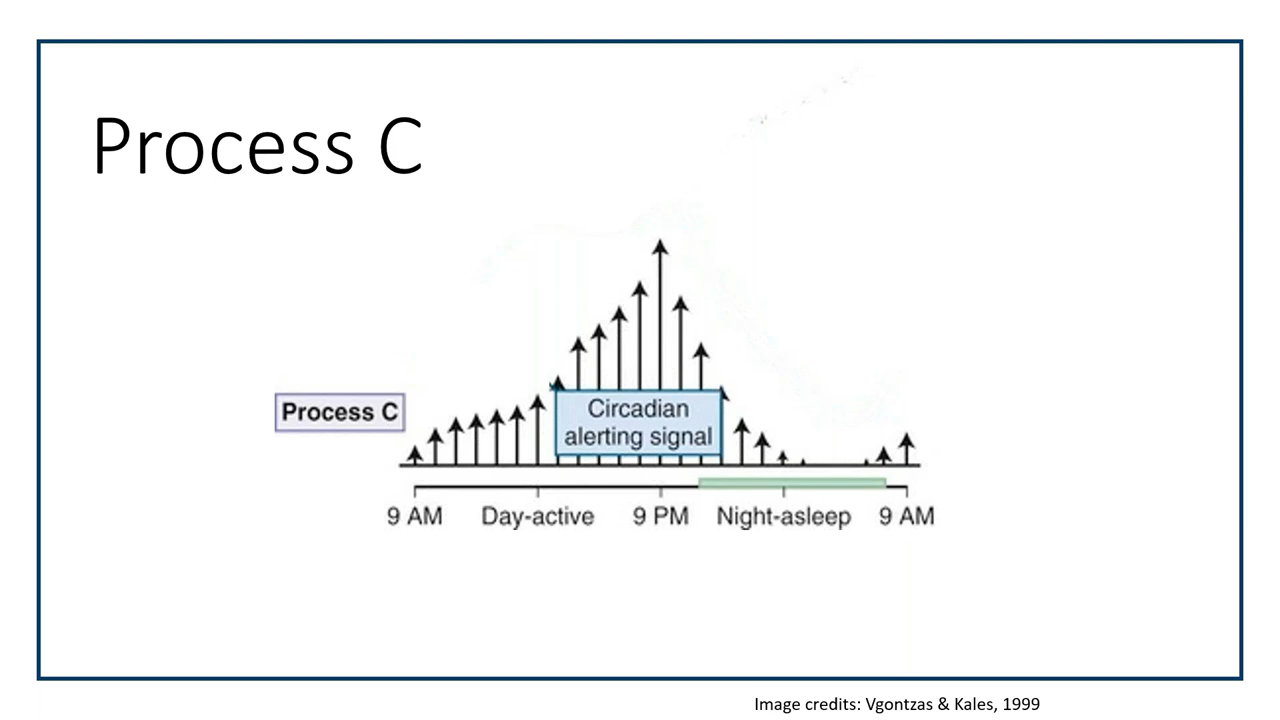 Process C
Process C
Circadian
alerting signal
9 AM Day-active 9 PM Night-asleep 9 AM
Image credits: Vgontzas & Kales, 1999